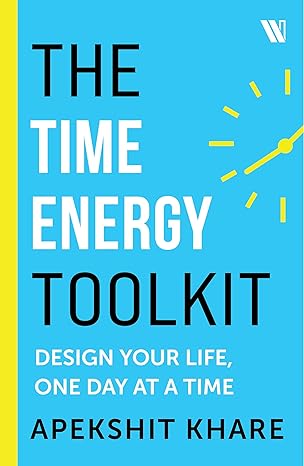 THE
TIME
ENERGY
TOOLKIT
DESIGN YOUR LIFE,
ONE DAY AT A TIME
APEKSHIT KHARE